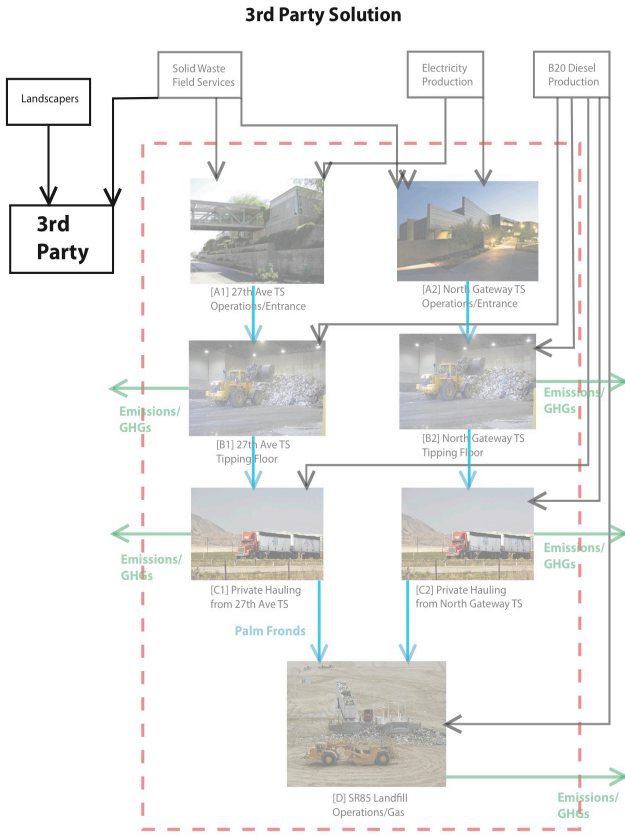 3rd Party Solution
Solid Waste
Field Services
Electricity
Production
B20 Diesel
Production
Landscapers
3rd
Party
[A1] 27th Ave TS
Operations/Entrance
[A2] North Gateway TS
Operations/Entrance
Emissions/
GHGs
Emissions/
GHGs
[B1] 27th Ave TS
Tipping Floor
[B2] North Gateway TS
Tipping Floor
Emissions/
GHGs
Emissions/
GHGs
[C1] Private Hauling
from 27th Ave TS
[C2] Private Hauling
from North Gateway TS
Palm Fronds
[D] SR85 Landfill
Operations/Gas
Emissions/
GHGs